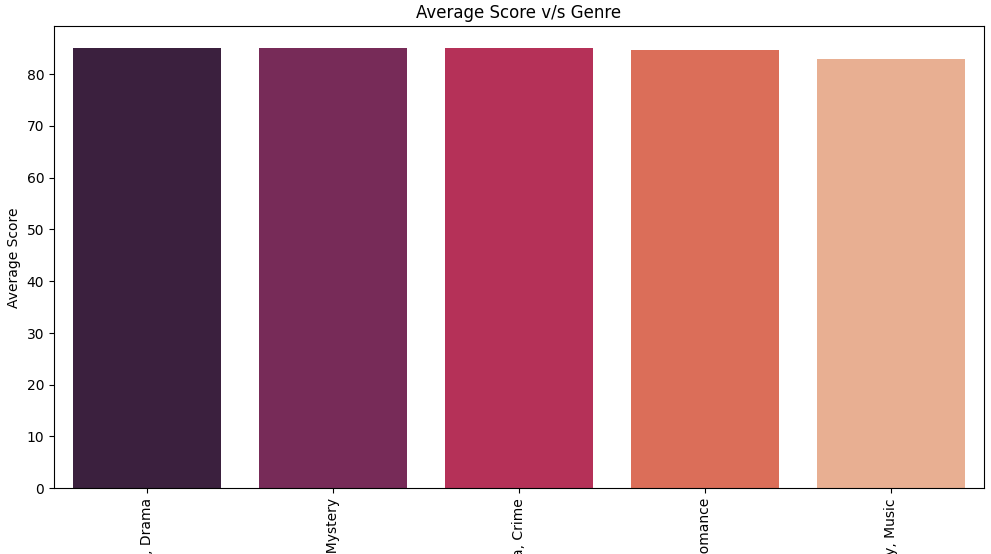 Average Score v/s Genre
Average Score
80
70
60
50
40
30
20
10
0
, Drama
Mystery
a, Crime
omance
y, Music